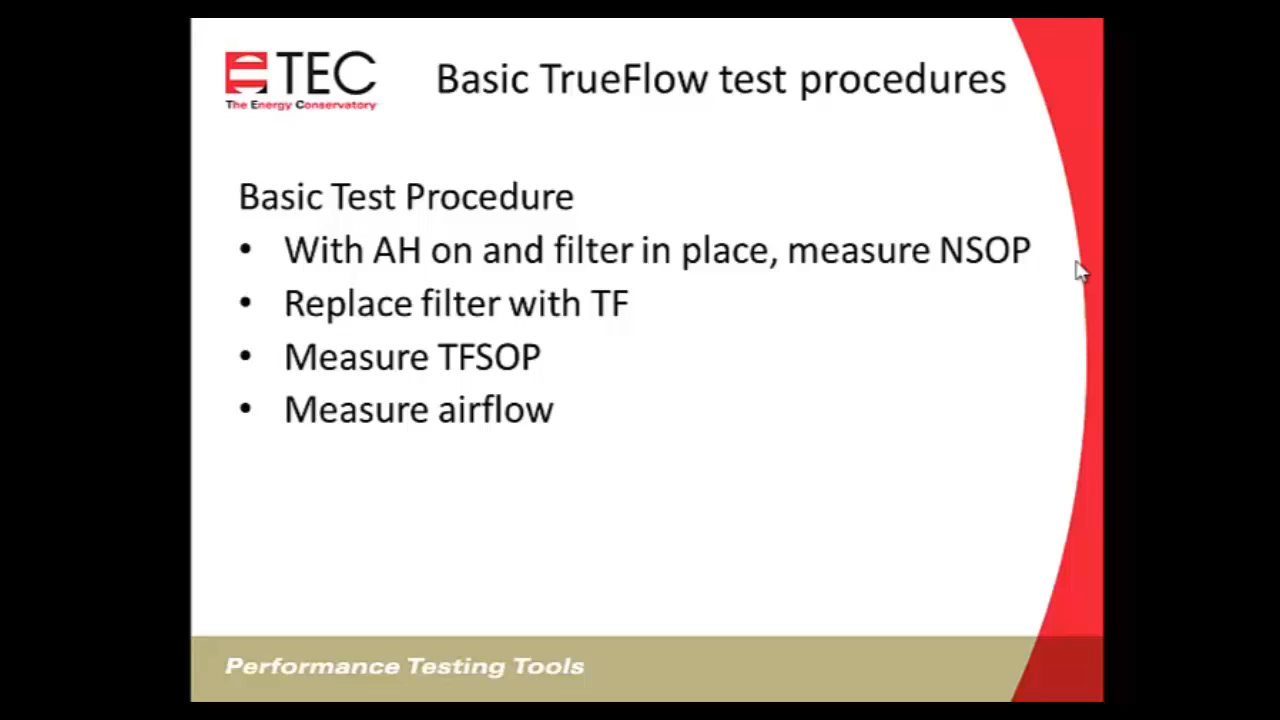 TEC
The Energy Conservatory
Basic TrueFlow test procedures
Basic Test Procedure
• With AH on and filter in place, measure NSOP
• Replace filter with TF
• Measure TFSOP
• Measure airflow
Performance Testing Tools